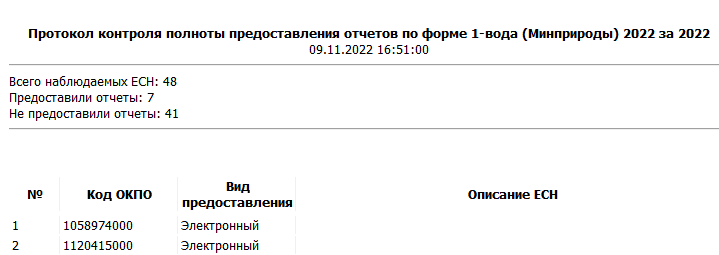 Протокол контроля полноты предоставления отчетов по форме 1-вода (Минприроды) 2022 за 2022
09.11.2022 16:51:00
Всего наблюдаемых ЕСН: 48
Предоставили отчеты: 7
Не предоставили отчеты: 41
№ Код ОКПО Вид предоставления Описание ЕСН
1 1058974000 Электронный
2 1120415000 Электронный